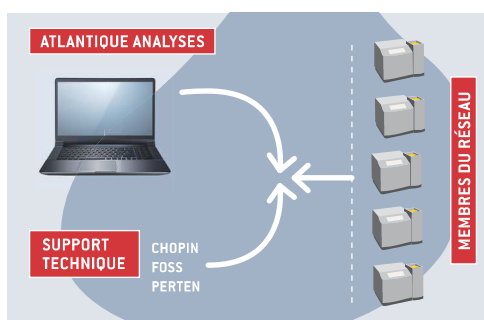 ATLANTIQUE ANALYSES
SUPPORT
TECHNIQUE
CHOPIN
FOSS
PERTEN
MEMBRES DU RÉSEAU